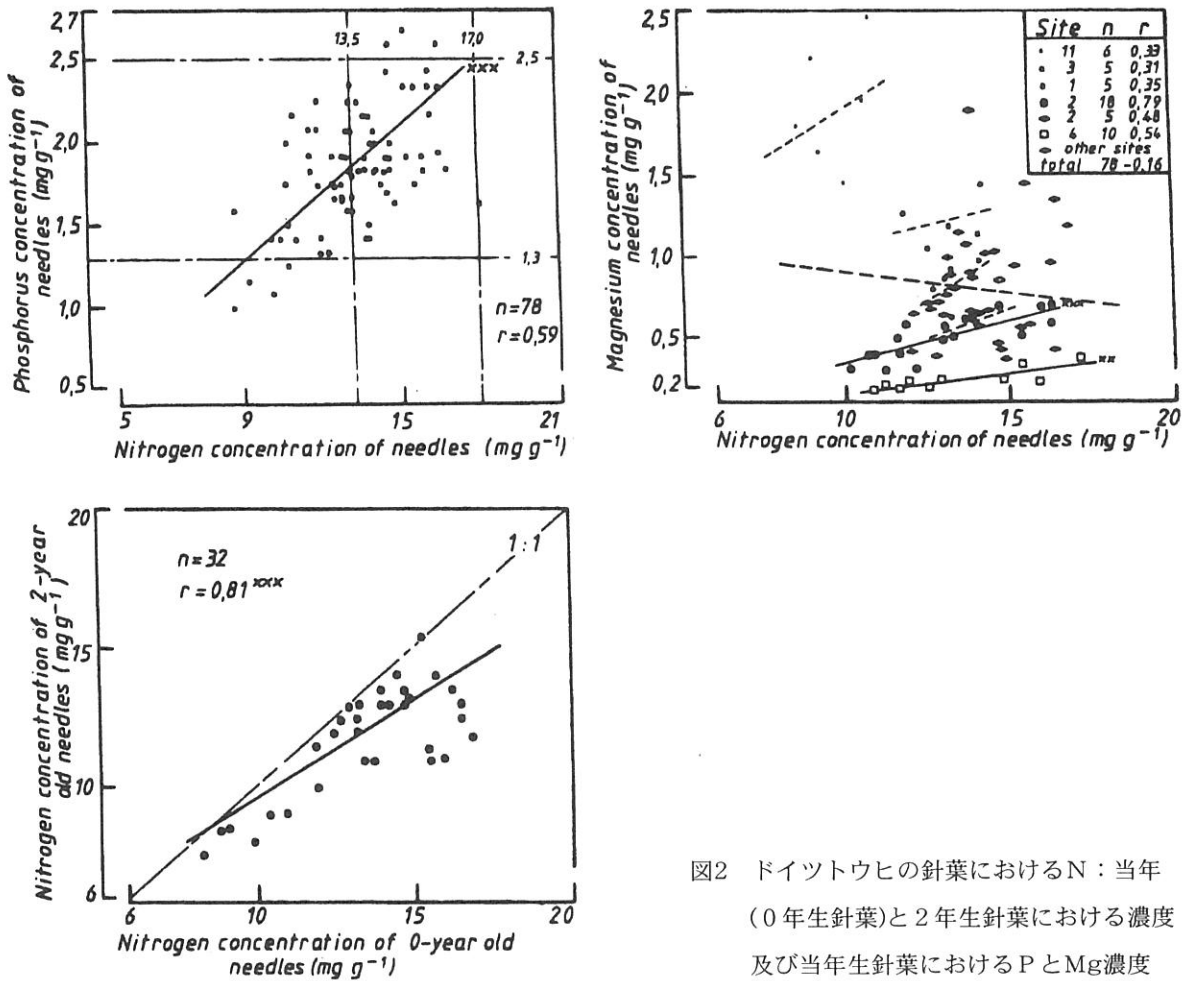 Phosphorus concentration of
needles (mg g⁻¹)
2,7
2,5
2,0
1,5
1,0
0,5
13,5
17,0
xxx
2,5
1,3
n=78
r=0,59
5
9
15
21
Nitrogen concentration of needles (mg g⁻¹)
Magnesium concentration of
needles (mg g⁻¹)
2,5
2,0
1,5
1,0
0,5
0,2
Site n r
11 6 0,33
3 5 0,31
1 5 0,35
2 18 0,79
2 5 0,48
6 10 0,54
other sites
total 78 -0,16
xxx
xx
6
10
15
20
Nitrogen concentration of needles (mg g⁻¹)
Nitrogen concentration of 2-year
old needles (mg g⁻¹)
20
15
10
6
n=32
r=0,81 xxx
1:1
6
10
15
20
Nitrogen concentration of 0-year old
needles (mg g⁻¹)
図2 ドイツトウヒの針葉におけるN：当年
(0年生針葉)と2年生針葉における濃度
及び当年生針葉におけるPとMg濃度